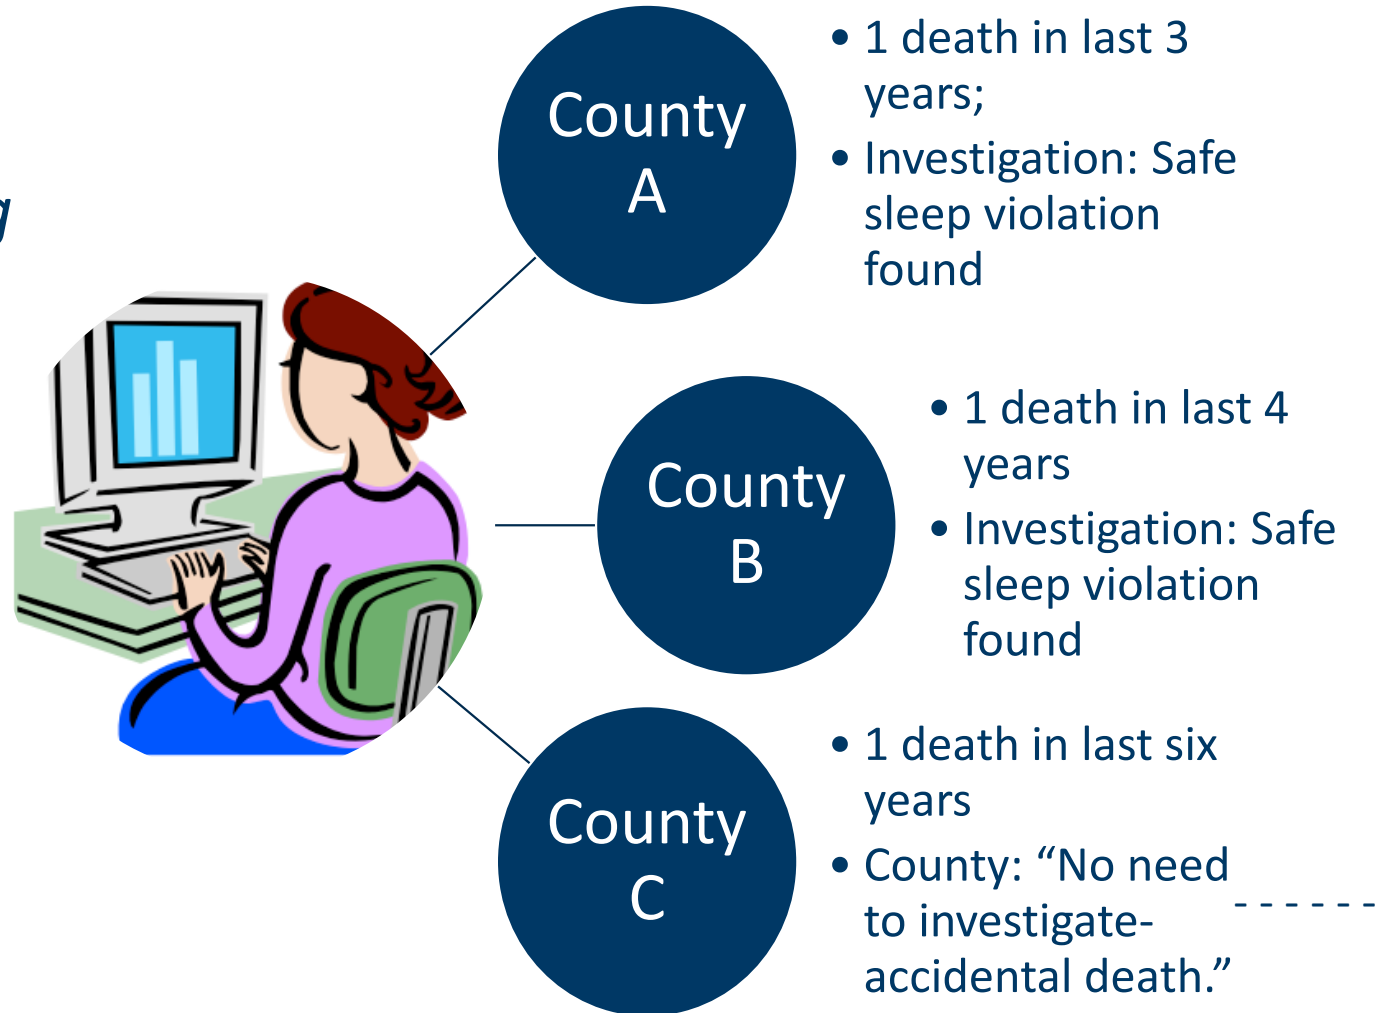 County
A
• 1 death in last 3
years;
• Investigation: Safe
sleep violation
found
County
B
• 1 death in last 4
years
• Investigation: Safe
sleep violation
found
County
C
• 1 death in last six
years
• County: “No need
to investigate-
accidental death.”